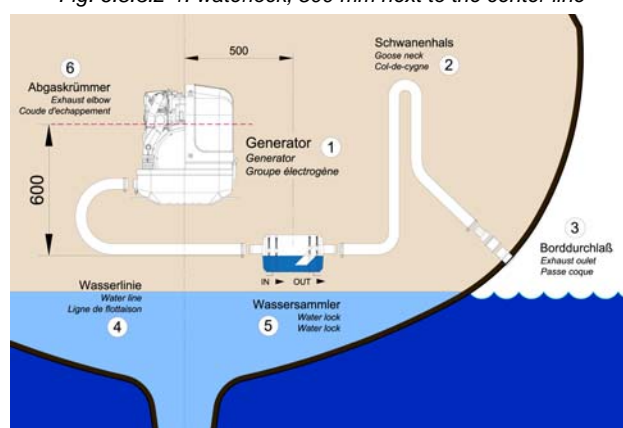 Fig. 5.8.3.2-1: waterlock, 500 mm next to the center line
500
6
Abgaskrümmer
Exhaust elbow
Coude d'echappement
Schwanenhals
Goose neck
Col-de-cygne
2
Generator
Generator
Groupe électrogène
1
600
3
Borddurchlaß
Exhaust oulet
Passe coque
IN
OUT
Wasserlinie
Water line
Ligne de flottaison
4
Wassersammler
Water lock
Water lock
5